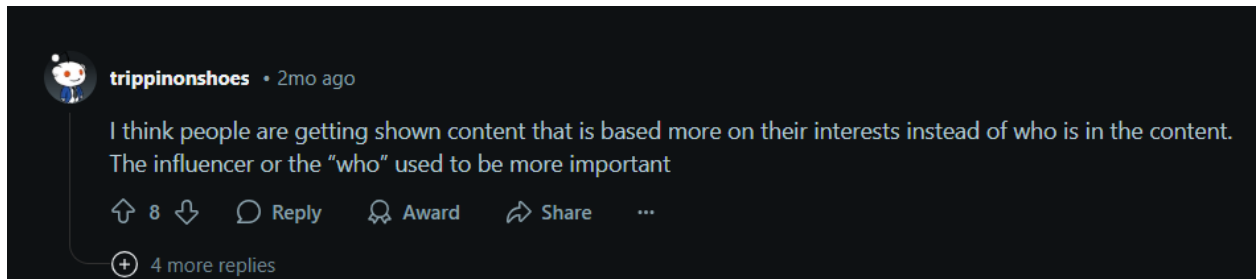 trippinonshoes • 2mo ago
I think people are getting shown content that is based more on their interests instead of who is in the content.
The influencer or the “who” used to be more important
8 Reply Award Share ···
4 more replies